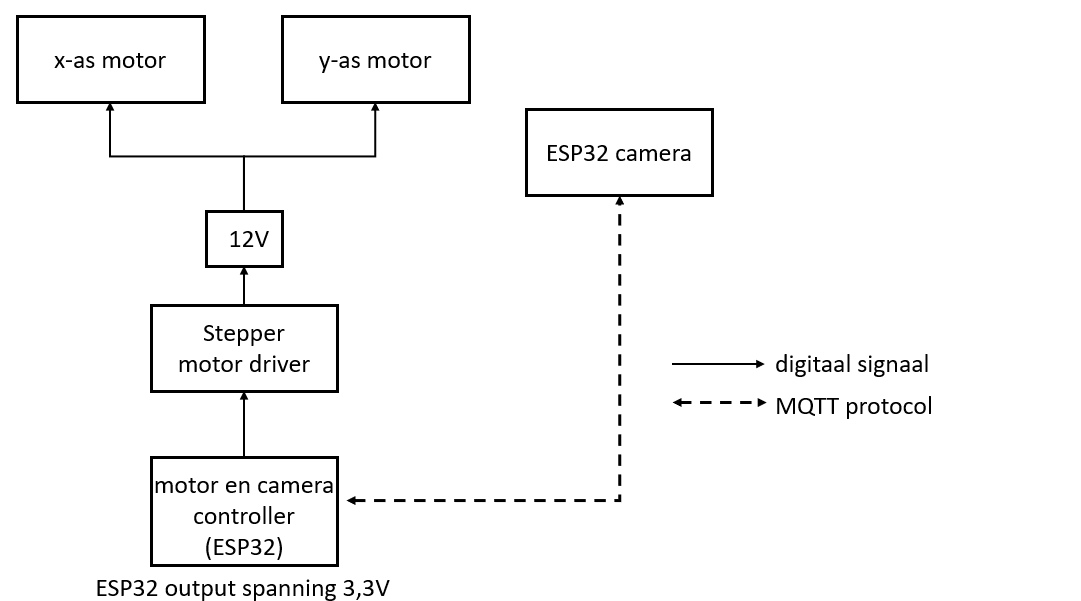 x-as motor
y-as motor
ESP32 camera
12V
Stepper
motor driver
digitaal signaal
MQTT protocol
motor en camera
controller
(ESP32)
ESP32 output spanning 3,3V